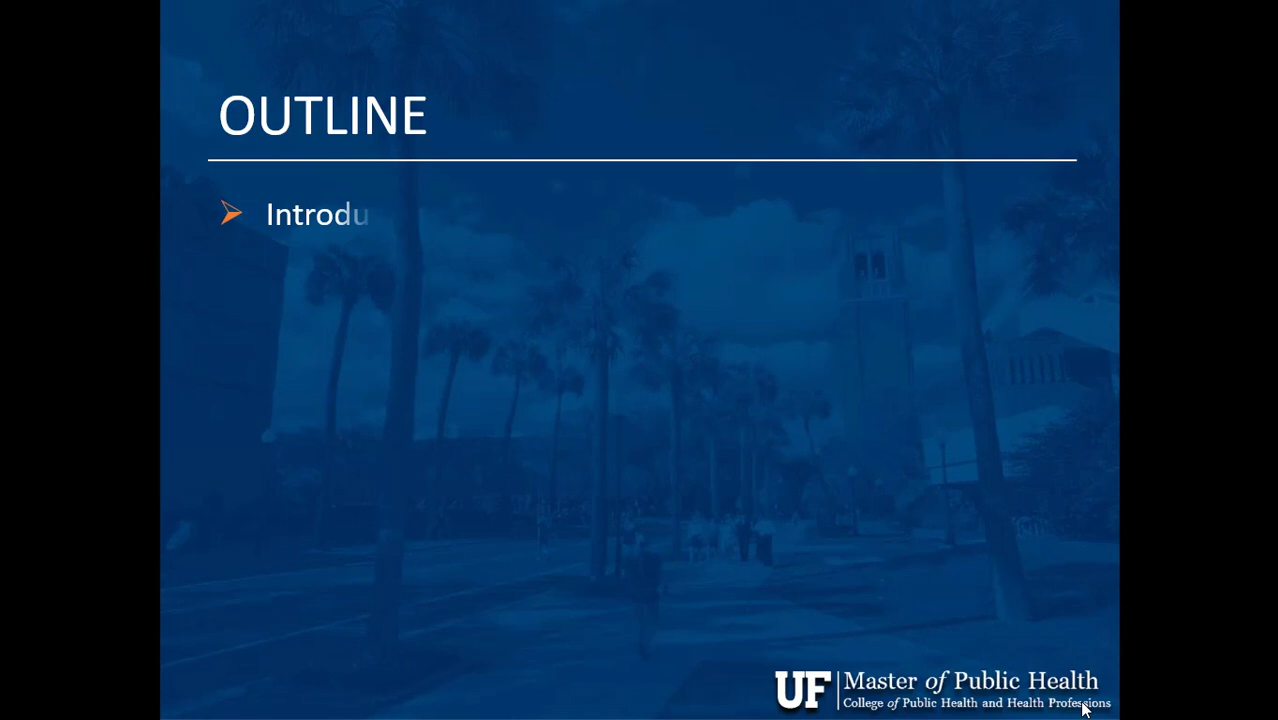 OUTLINE
Introdu
UF
Master of Public Health
College of Public Health and Health Professions